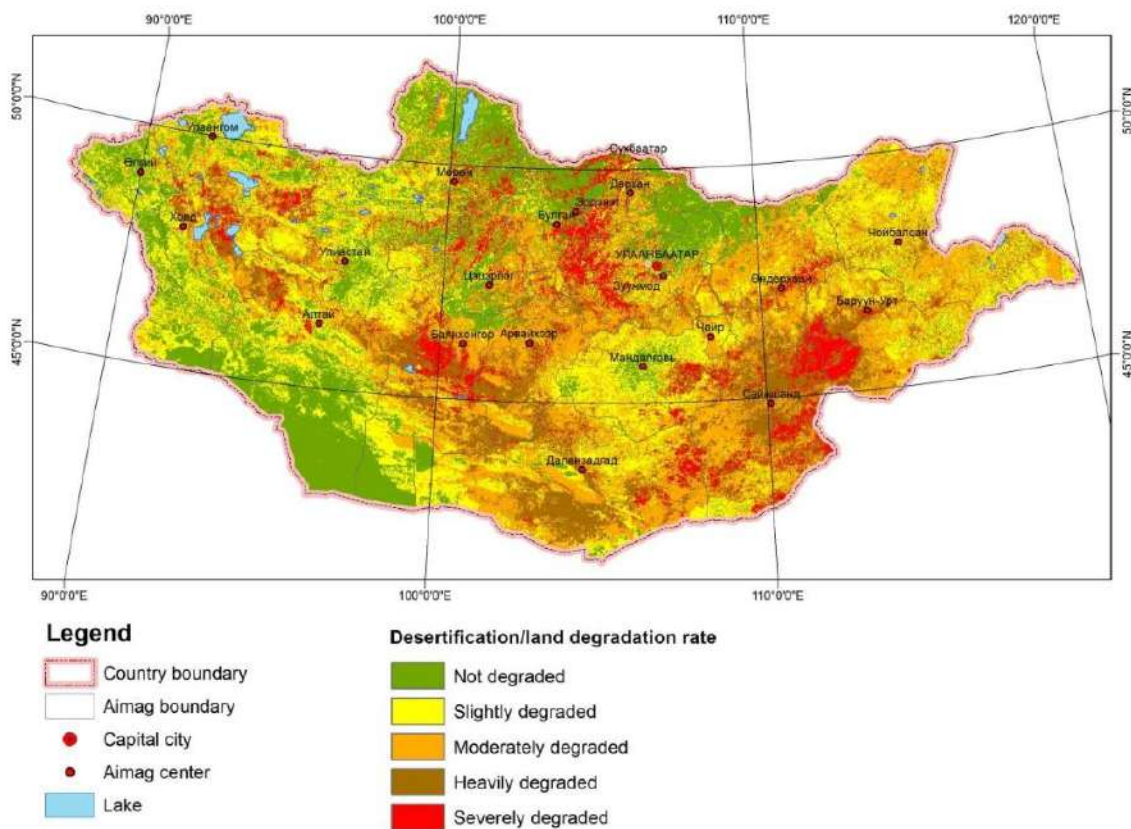 90°0'0"E
100°0'0"E
110°0'0"E
120°0'0"E
50°0'0"N
50°0'0"N
Улаангом
Өлгий
Ховд
Улиастай
Алтай
Мөрөн
Сүхбаатар
Дархан
Эрдэнэт
Булган
УЛААНБААТАР
Зуунмод
Цэцэрлэг
Баянхонгор
Арвайхээр
Чойр
Мандалговь
Өндөрхаан
Чойбалсан
Баруун-Урт
Сайншанд
Даланзадгад
45°0'0"N
45°0'0"N
90°0'0"E
100°0'0"E
110°0'0"E
Legend
Country boundary
Aimag boundary
Capital city
Aimag center
Lake
Desertification/land degradation rate
Not degraded
Slightly degraded
Moderately degraded
Heavily degraded
Severely degraded